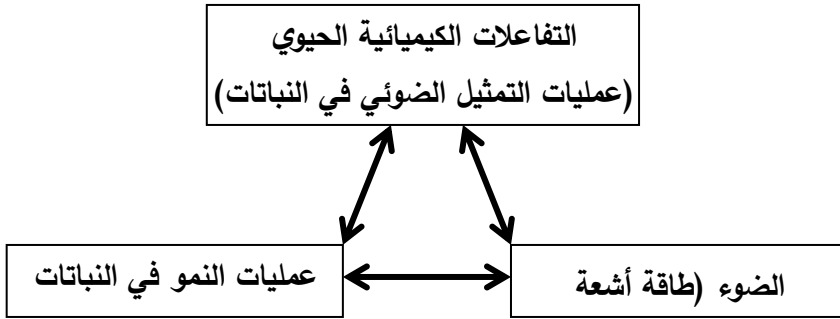 التفاعلات الكيميائية الحيوي
(عمليات التمثيل الضوئي في النباتات)
الضوء (طاقة أشعة
عمليات النمو في النباتات